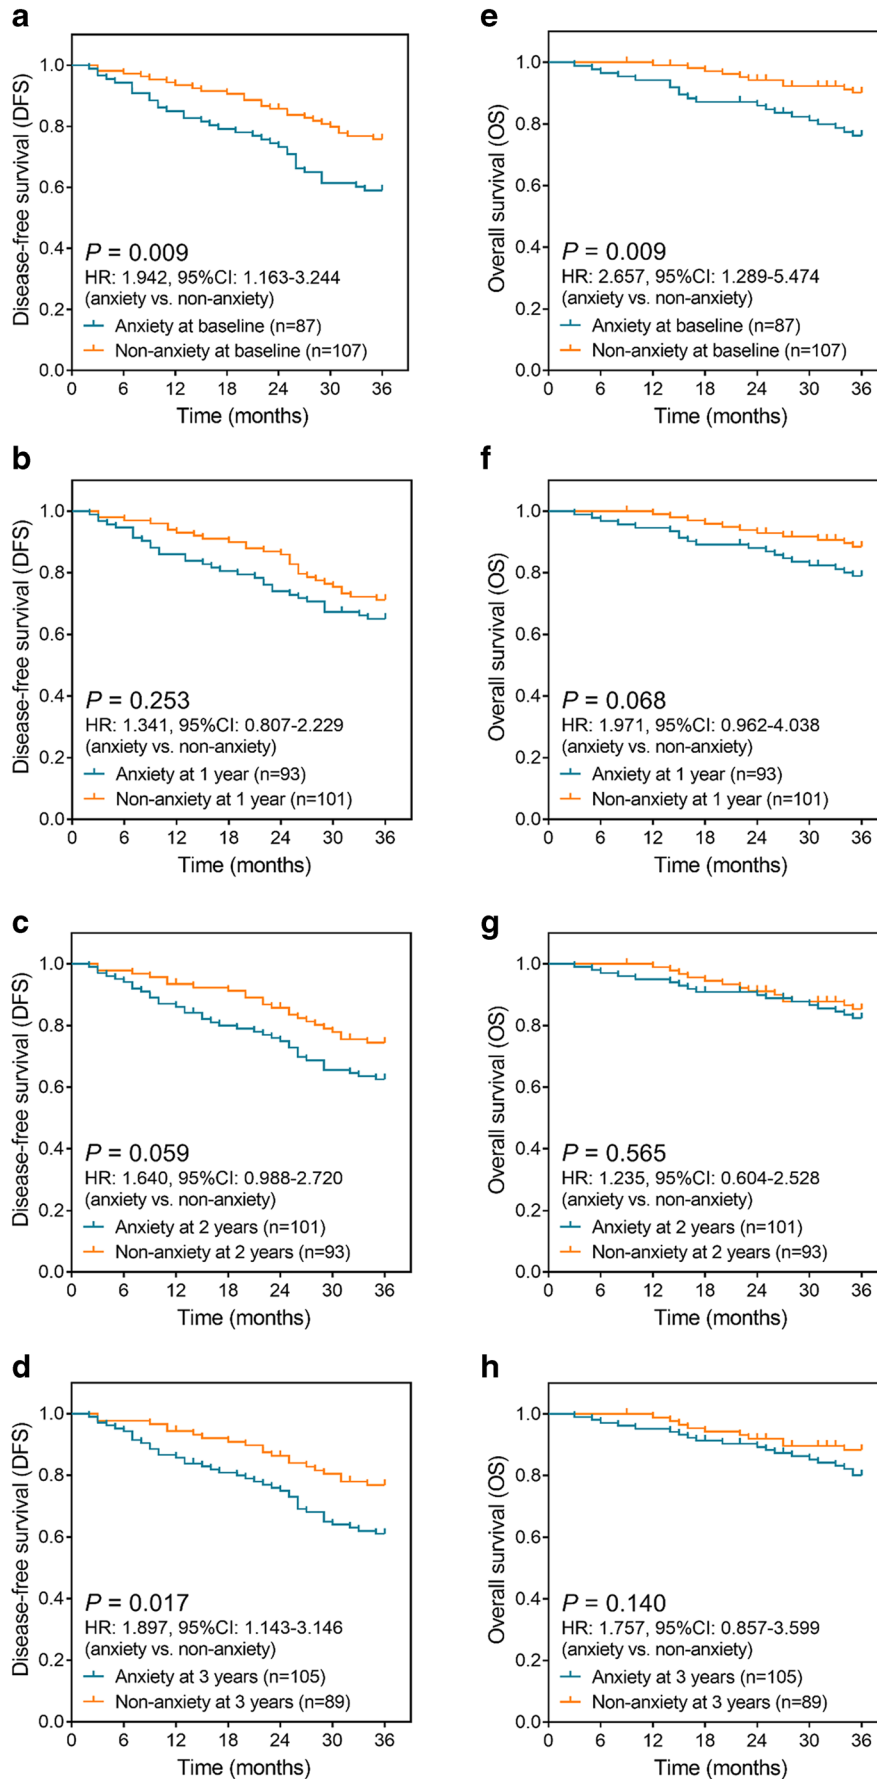 a
Disease-free survival (DFS)
1.0
0.8
0.6
0.4
0.2
0.0
P = 0.009
HR: 1.942, 95%CI: 1.163-3.244
(anxiety vs. non-anxiety)
Anxiety at baseline (n=87)
Non-anxiety at baseline (n=107)
0 6 12 18 24 30 36
Time (months)
e
Overall survival (OS)
1.0
0.8
0.6
0.4
0.2
0.0
P = 0.009
HR: 2.657, 95%CI: 1.289-5.474
(anxiety vs. non-anxiety)
Anxiety at baseline (n=87)
Non-anxiety at baseline (n=107)
0 6 12 18 24 30 36
Time (months)
b
Disease-free survival (DFS)
1.0
0.8
0.6
0.4
0.2
0.0
P = 0.253
HR: 1.341, 95%CI: 0.807-2.229
(anxiety vs. non-anxiety)
Anxiety at 1 year (n=93)
Non-anxiety at 1 year (n=101)
0 6 12 18 24 30 36
Time (months)
f
Overall survival (OS)
1.0
0.8
0.6
0.4
0.2
0.0
P = 0.068
HR: 1.971, 95%CI: 0.962-4.038
(anxiety vs. non-anxiety)
Anxiety at 1 year (n=93)
Non-anxiety at 1 year (n=101)
0 6 12 18 24 30 36
Time (months)
c
Disease-free survival (DFS)
1.0
0.8
0.6
0.4
0.2
0.0
P = 0.059
HR: 1.640, 95%CI: 0.988-2.720
(anxiety vs. non-anxiety)
Anxiety at 2 years (n=101)
Non-anxiety at 2 years (n=93)
0 6 12 18 24 30 36
Time (months)
g
Overall survival (OS)
1.0
0.8
0.6
0.4
0.2
0.0
P = 0.565
HR: 1.235, 95%CI: 0.604-2.528
(anxiety vs. non-anxiety)
Anxiety at 2 years (n=101)
Non-anxiety at 2 years (n=93)
0 6 12 18 24 30 36
Time (months)
d
Disease-free survival (DFS)
1.0
0.8
0.6
0.4
0.2
0.0
P = 0.017
HR: 1.897, 95%CI: 1.143-3.146
(anxiety vs. non-anxiety)
Anxiety at 3 years (n=105)
Non-anxiety at 3 years (n=89)
0 6 12 18 24 30 36
Time (months)
h
Overall survival (OS)
1.0
0.8
0.6
0.4
0.2
0.0
P = 0.140
HR: 1.757, 95%CI: 0.857-3.599
(anxiety vs. non-anxiety)
Anxiety at 3 years (n=105)
Non-anxiety at 3 years (n=89)
0 6 12 18 24 30 36
Time (months)